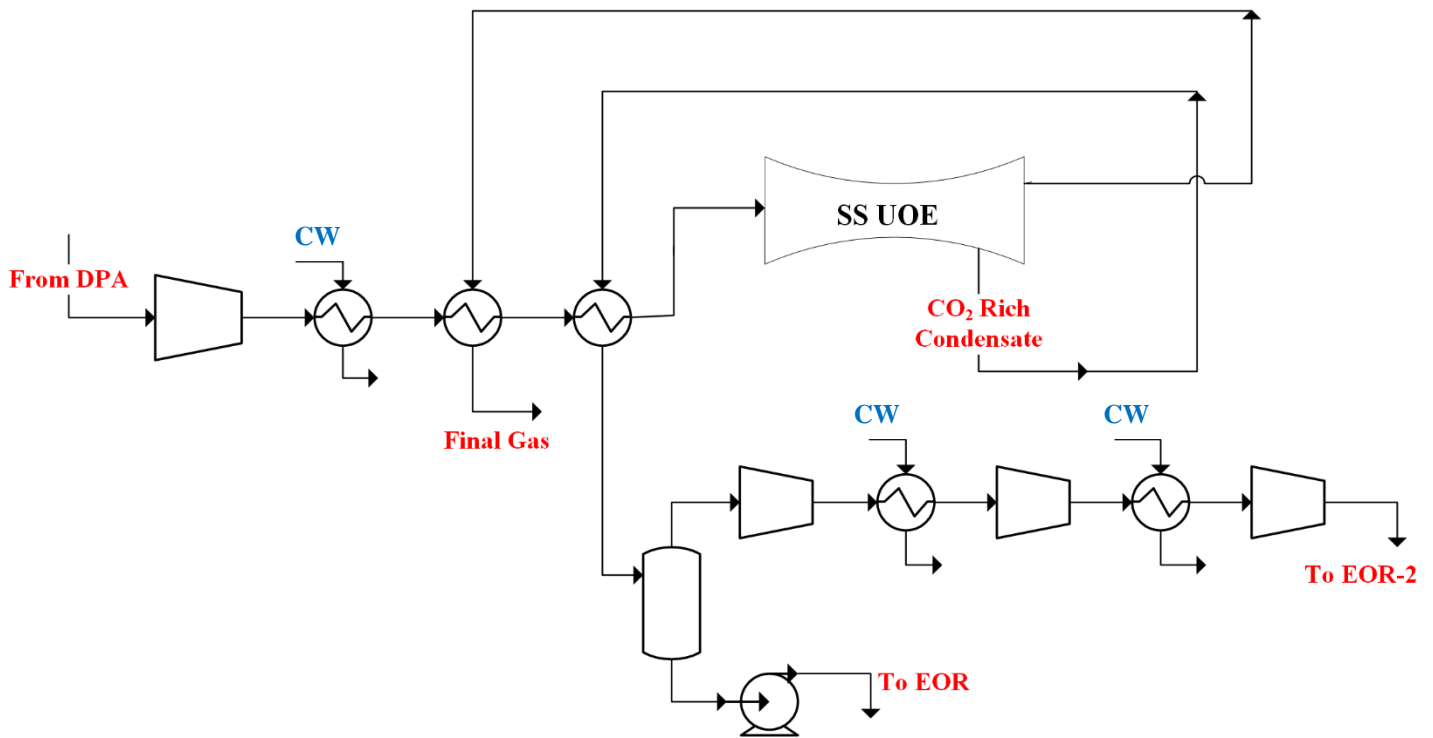 SS UOE
CW
From DPA
CO₂ Rich
Condensate
Final Gas
CW
CW
To EOR-2
To EOR